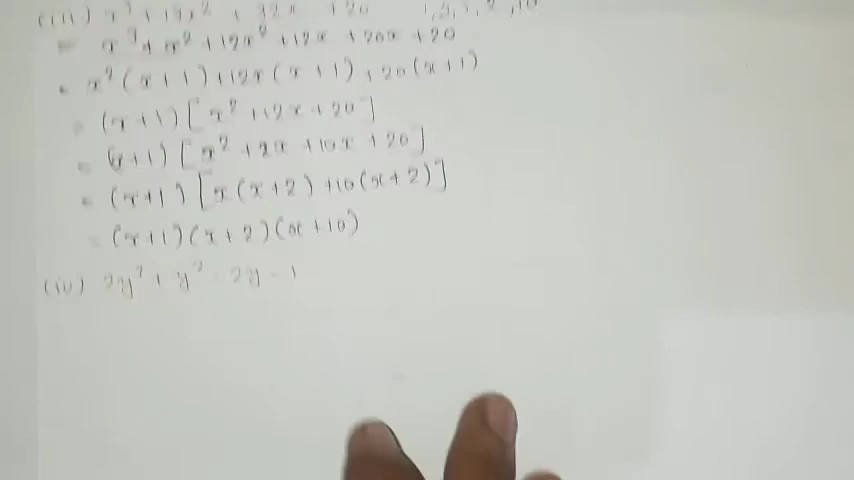 (iii) x³ + 13x² + 32x + 20
= x³ + x² + 12x² + 12x + 20x + 20
= x²(x+1) + 12x(x+1) + 20(x+1)
= (x+1)[x² + 12x + 20]
= (x+1)[x² + 2x + 10x + 20]
= (x+1)[x(x+2) + 10(x+2)]
= (x+1)(x+2)(x+10)
(iv) 2y³ + y² - 2y - 1